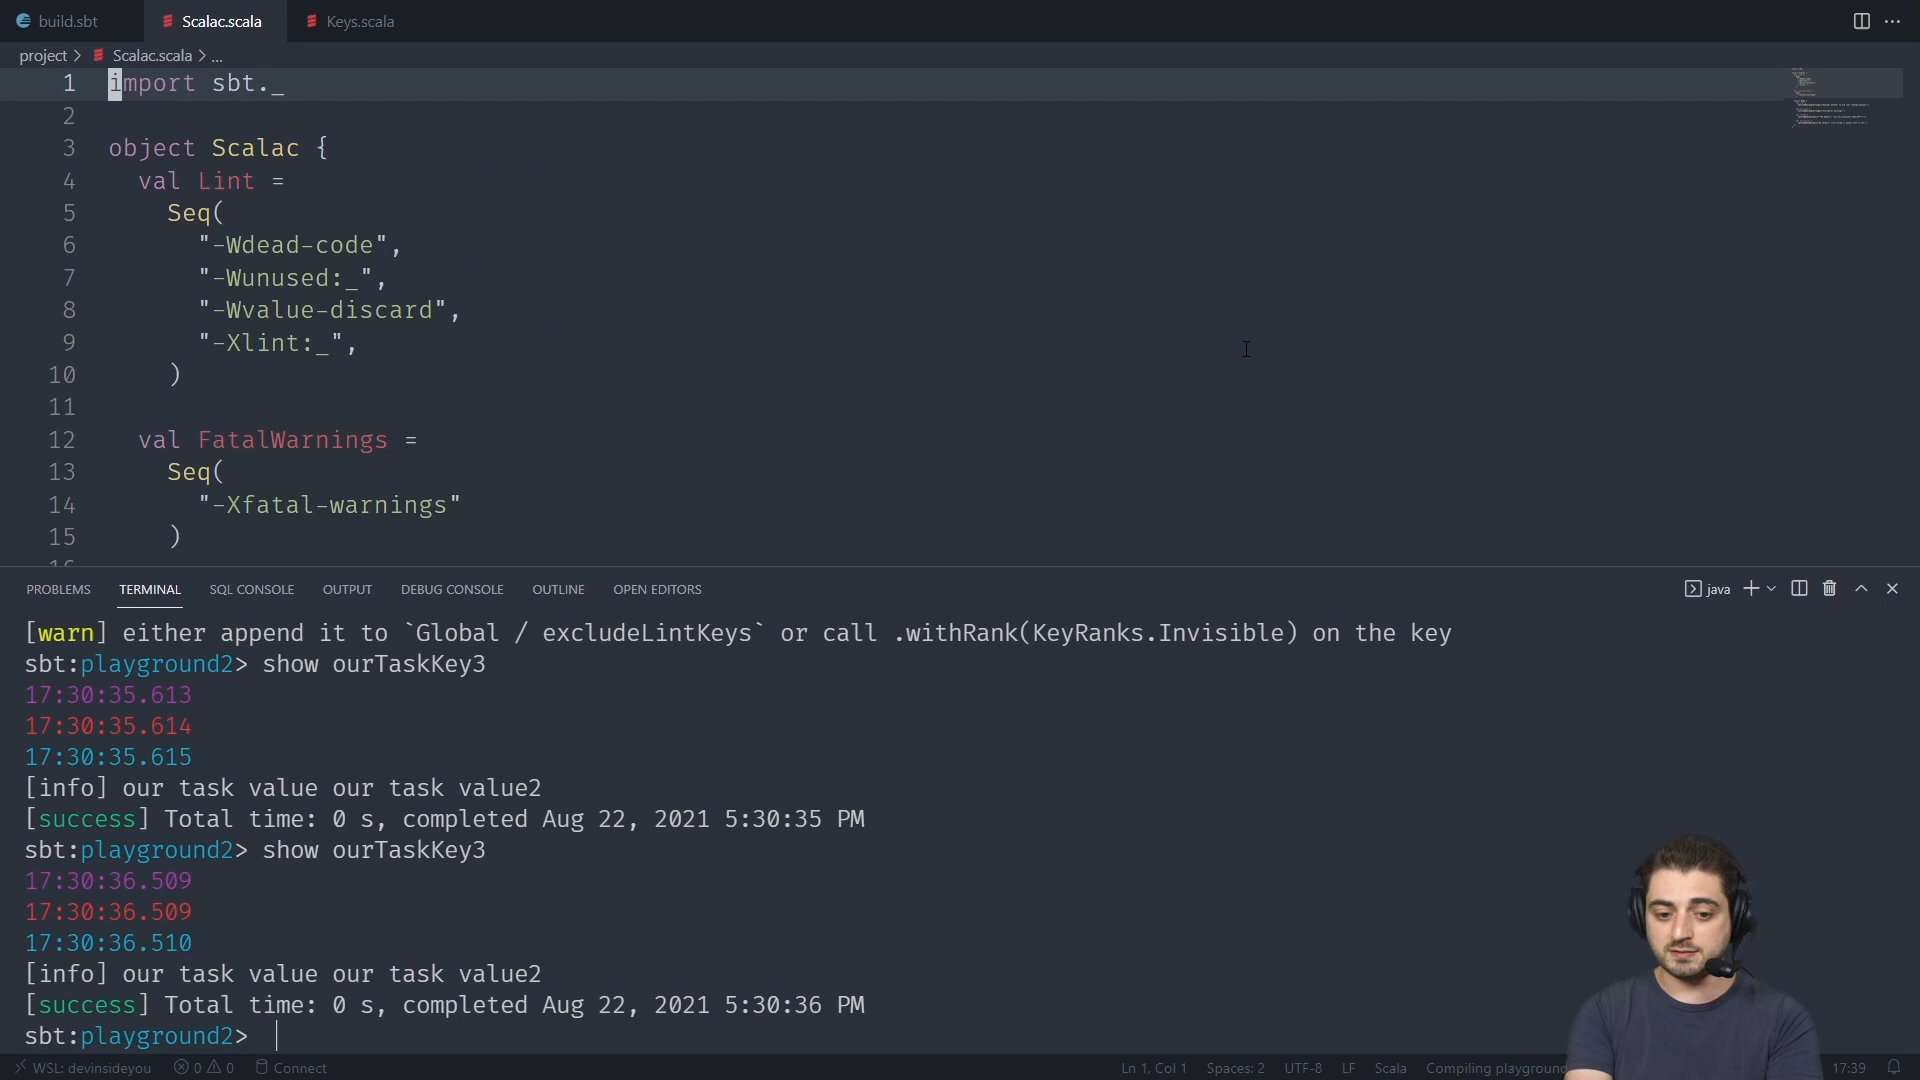 build.sbt
Scalac.scala
Keys.scala
project > Scalac.scala > ...
1 import sbt._
2
3 object Scalac {
4 val Lint =
5 Seq(
6 "-Wdead-code",
7 "-Wunused:_",
8 "-Wvalue-discard",
9 "-Xlint:_",
10 )
11
12 val FatalWarnings =
13 Seq(
14 "-Xfatal-warnings"
15 )
16
PROBLEMS TERMINAL SQL CONSOLE OUTPUT DEBUG CONSOLE OUTLINE OPEN EDITORS
java
[warn] either append it to `Global / excludeLintKeys` or call .withRank(KeyRanks.Invisible) on the key
sbt:playground2> show ourTaskKey3
17:30:35.613
17:30:35.614
17:30:35.615
[info] our task value our task value2
[success] Total time: 0 s, completed Aug 22, 2021 5:30:35 PM
sbt:playground2> show ourTaskKey3
17:30:36.509
17:30:36.509
17:30:36.510
[info] our task value our task value2
[success] Total time: 0 s, completed Aug 22, 2021 5:30:36 PM
sbt:playground2>
WSL: devinsideyou 0 0 Connect Ln 1, Col 1 Spaces: 2 UTF-8 LF Scala Compiling playground 17:39